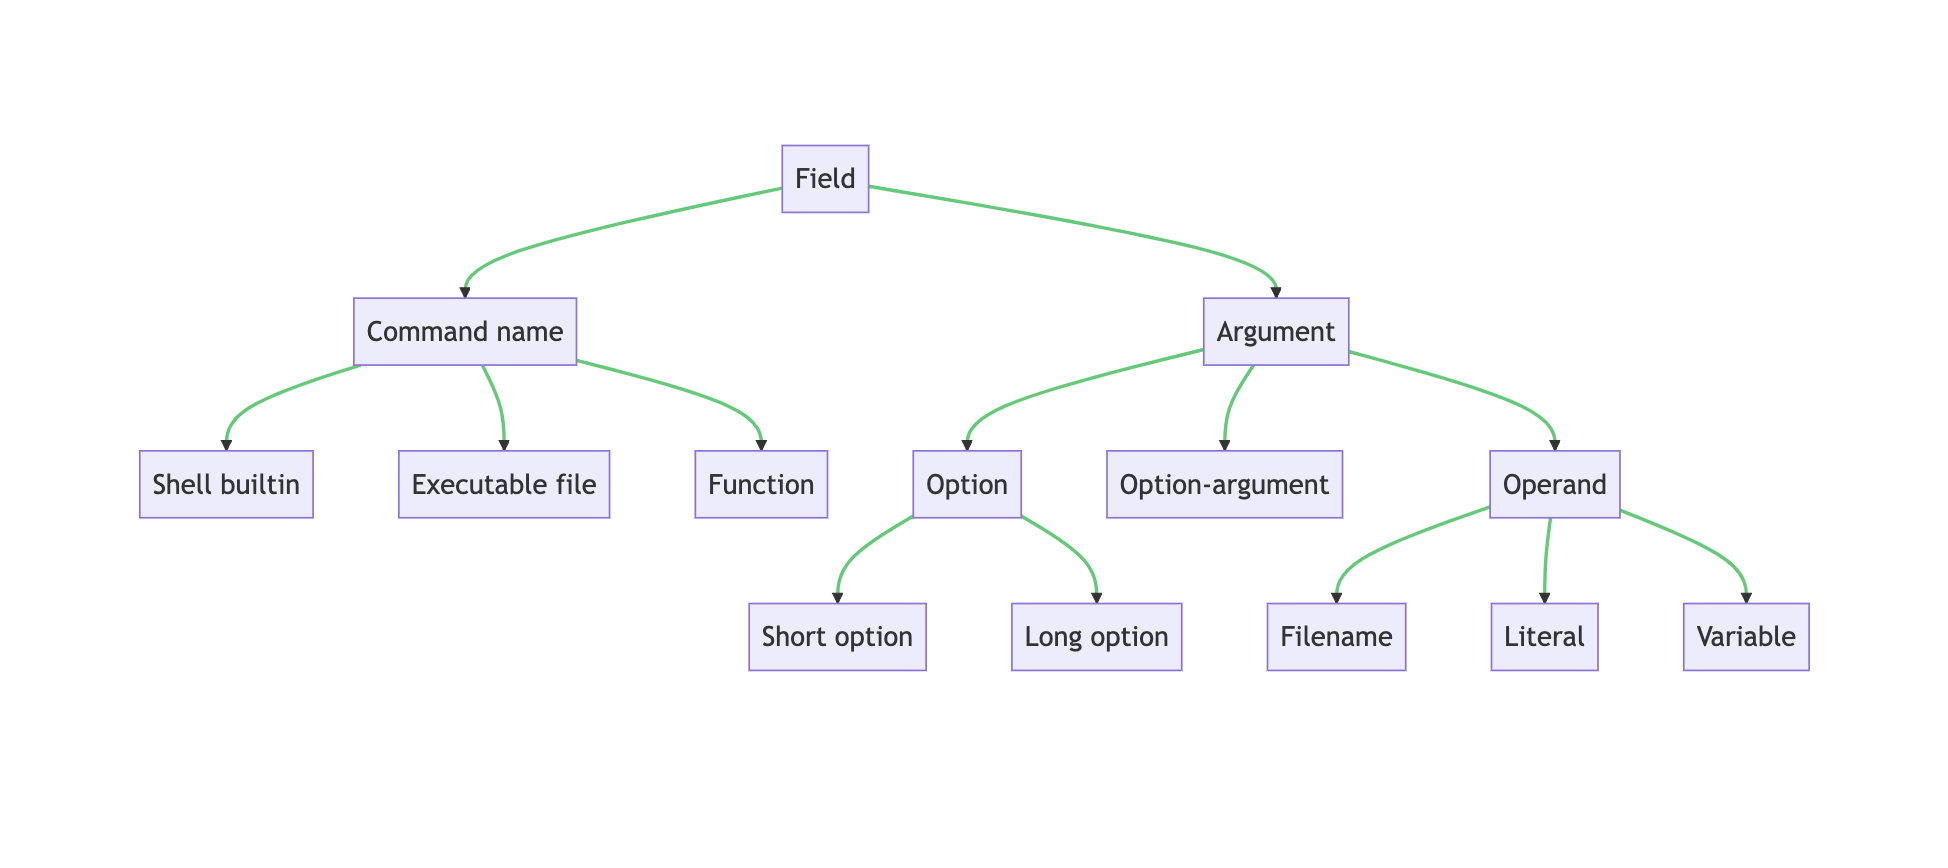 Field
Command name
Argument
Shell builtin
Executable file
Function
Option
Option-argument
Operand
Short option
Long option
Filename
Literal
Variable